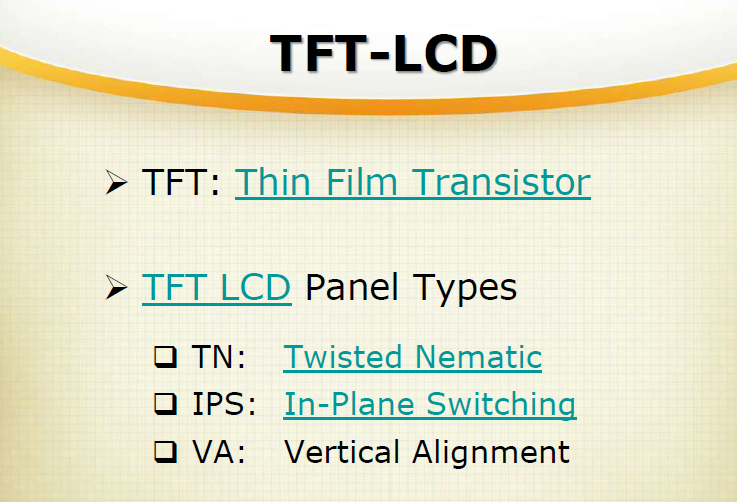 TFT-LCD
TFT: Thin Film Transistor
TFT LCD Panel Types
TN: Twisted Nematic
IPS: In-Plane Switching
VA: Vertical Alignment